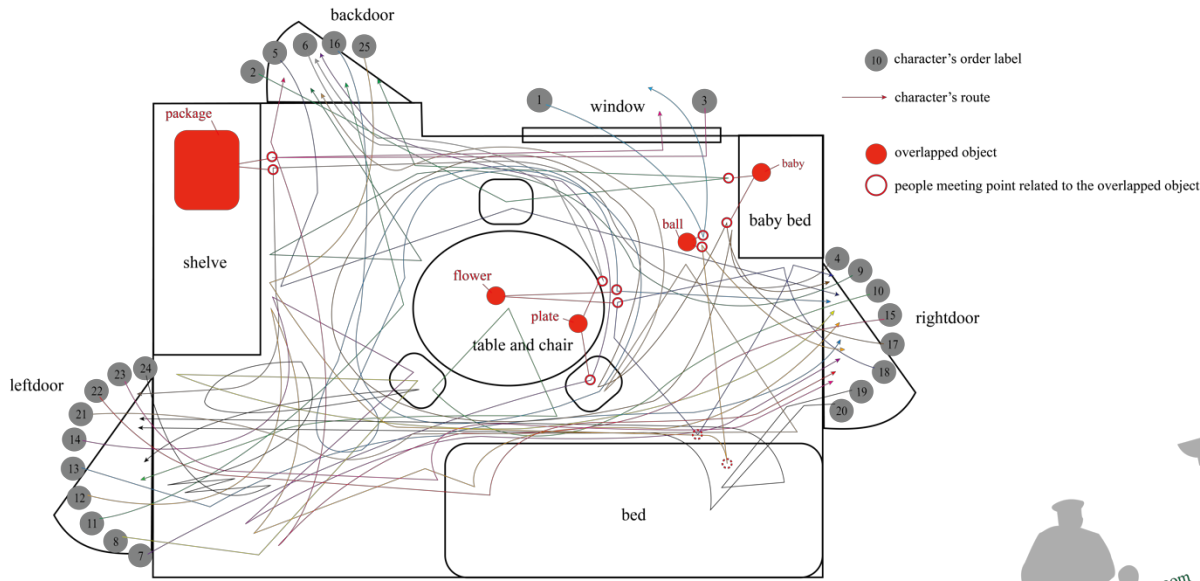 backdoor
5
6
16
25
2
1
window
3
package
baby
shelve
ball
baby bed
flower
plate
table and chair
4
9
10
15
17
18
19
20
rightdoor
leftdoor
24
23
22
21
14
13
12
11
8
7
bed
10 character's order label
character's route
overlapped object
people meeting point related to the overlapped object
com